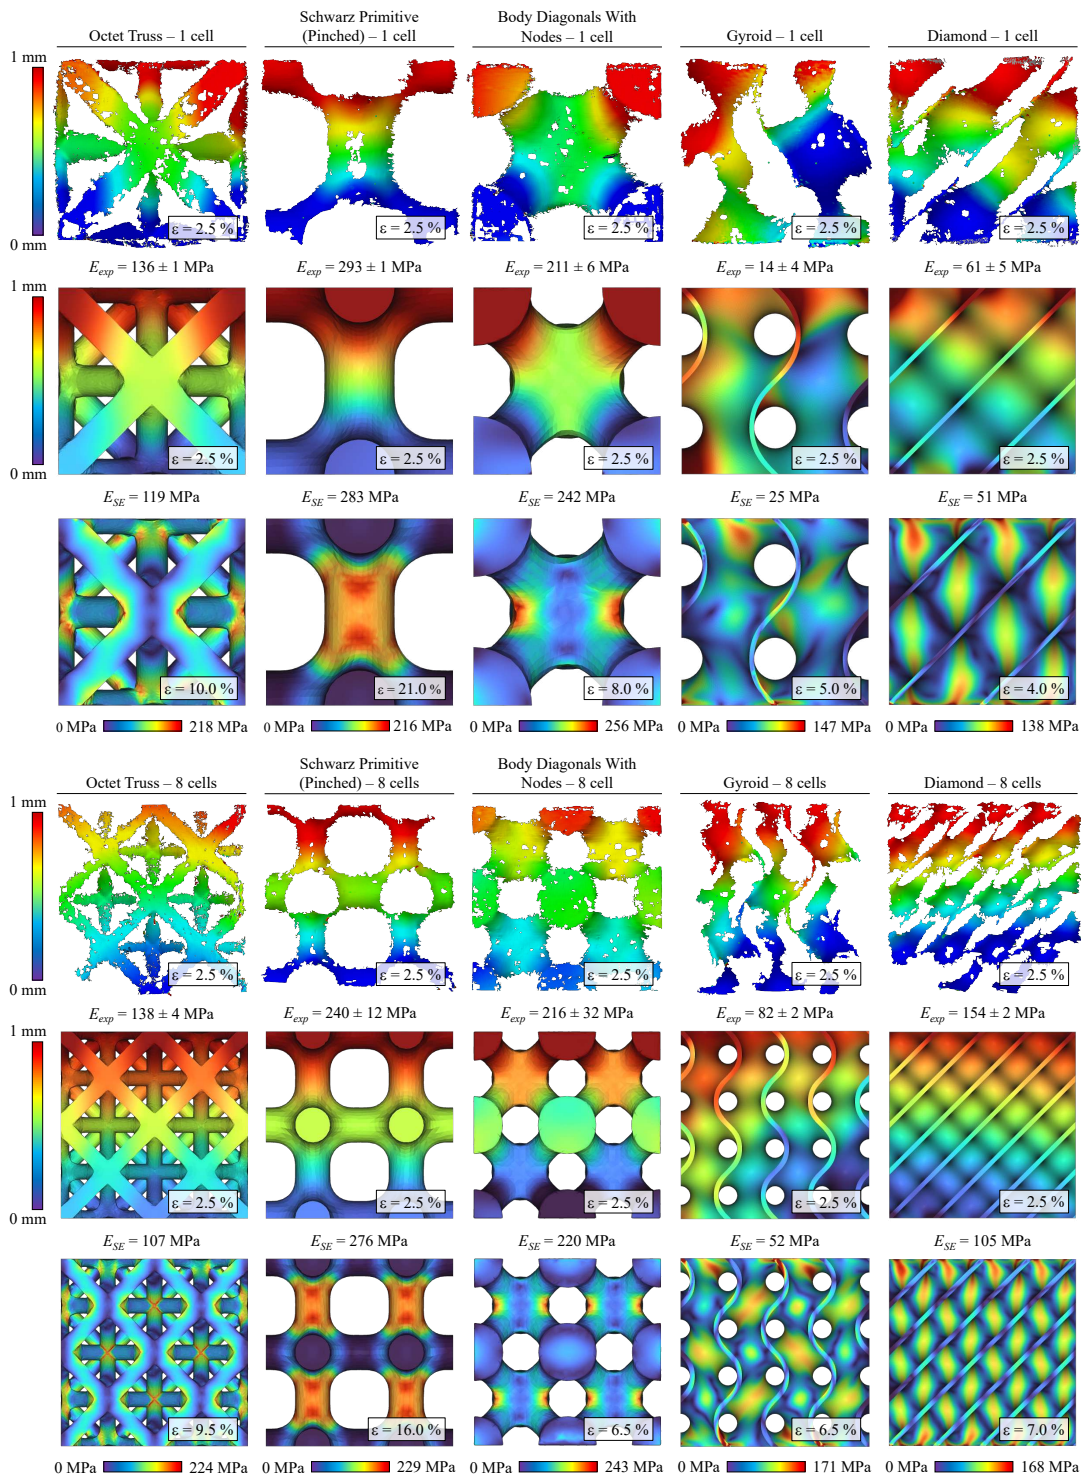 Octet Truss – 1 cell
Schwarz Primitive
(Pinched) – 1 cell
Body Diagonals With
Nodes – 1 cell
Gyroid – 1 cell
Diamond – 1 cell
1 mm
0 mm
ε = 2.5 %
ε = 2.5 %
ε = 2.5 %
ε = 2.5 %
ε = 2.5 %
E_exp = 136 ± 1 MPa
E_exp = 293 ± 1 MPa
E_exp = 211 ± 6 MPa
E_exp = 14 ± 4 MPa
E_exp = 61 ± 5 MPa
1 mm
0 mm
ε = 2.5 %
ε = 2.5 %
ε = 2.5 %
ε = 2.5 %
ε = 2.5 %
E_SE = 119 MPa
E_SE = 283 MPa
E_SE = 242 MPa
E_SE = 25 MPa
E_SE = 51 MPa
ε = 10.0 %
ε = 21.0 %
ε = 8.0 %
ε = 5.0 %
ε = 4.0 %
0 MPa 218 MPa
0 MPa 216 MPa
0 MPa 256 MPa
0 MPa 147 MPa
0 MPa 138 MPa
Octet Truss – 8 cells
Schwarz Primitive
(Pinched) – 8 cells
Body Diagonals With
Nodes – 8 cell
Gyroid – 8 cells
Diamond – 8 cells
1 mm
0 mm
ε = 2.5 %
ε = 2.5 %
ε = 2.5 %
ε = 2.5 %
ε = 2.5 %
E_exp = 138 ± 4 MPa
E_exp = 240 ± 12 MPa
E_exp = 216 ± 32 MPa
E_exp = 82 ± 2 MPa
E_exp = 154 ± 2 MPa
1 mm
0 mm
ε = 2.5 %
ε = 2.5 %
ε = 2.5 %
ε = 2.5 %
ε = 2.5 %
E_SE = 107 MPa
E_SE = 276 MPa
E_SE = 220 MPa
E_SE = 52 MPa
E_SE = 105 MPa
ε = 9.5 %
ε = 16.0 %
ε = 6.5 %
ε = 6.5 %
ε = 7.0 %
0 MPa 224 MPa
0 MPa 229 MPa
0 MPa 243 MPa
0 MPa 171 MPa
0 MPa 168 MPa